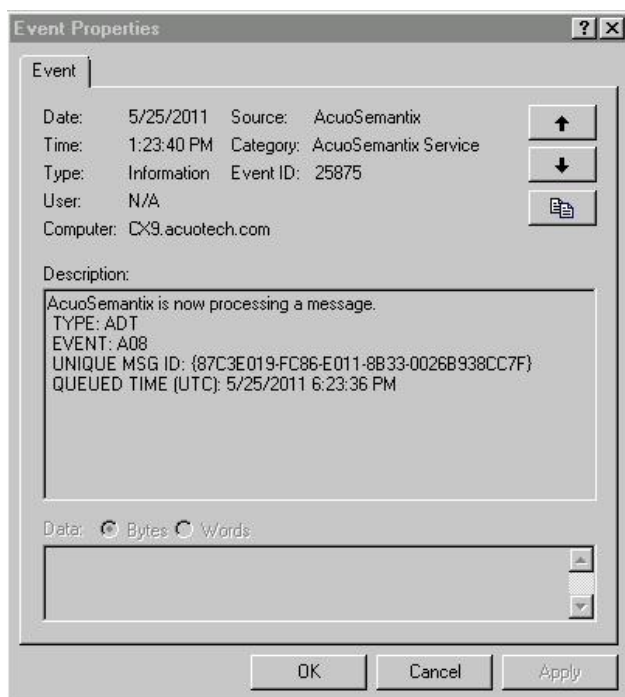 Event Properties
Event
Date: 5/25/2011 Source: AcuoSemantix
Time: 1:23:40 PM Category: AcuoSemantix Service
Type: Information Event ID: 25875
User: N/A
Computer: CX9.acuotech.com
Description:
AcuoSemantix is now processing a message.
TYPE: ADT
EVENT: A08
UNIQUE MSG ID: {87C3E019-FC86-E011-8B33-0026B938CC7F}
QUEUED TIME (UTC): 5/25/2011 6:23:36 PM
Data: Bytes Words
OK Cancel Apply